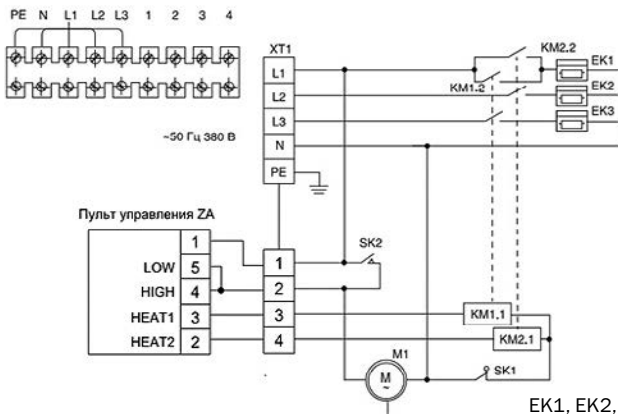 PE N L1 L2 L3 1 2 3 4
~50 Гц 380 В
XT1
L1
L2
L3
N
PE
KM2.2
KM1.2
EK1
EK2
EK3
Пульт управления ZA
1
LOW 5
HIGH 4
HEAT1 3
HEAT2 2
1
2
3
4
SK2
KM1.1
KM2.1
M1
M
~
SK1
EK1, EK2,